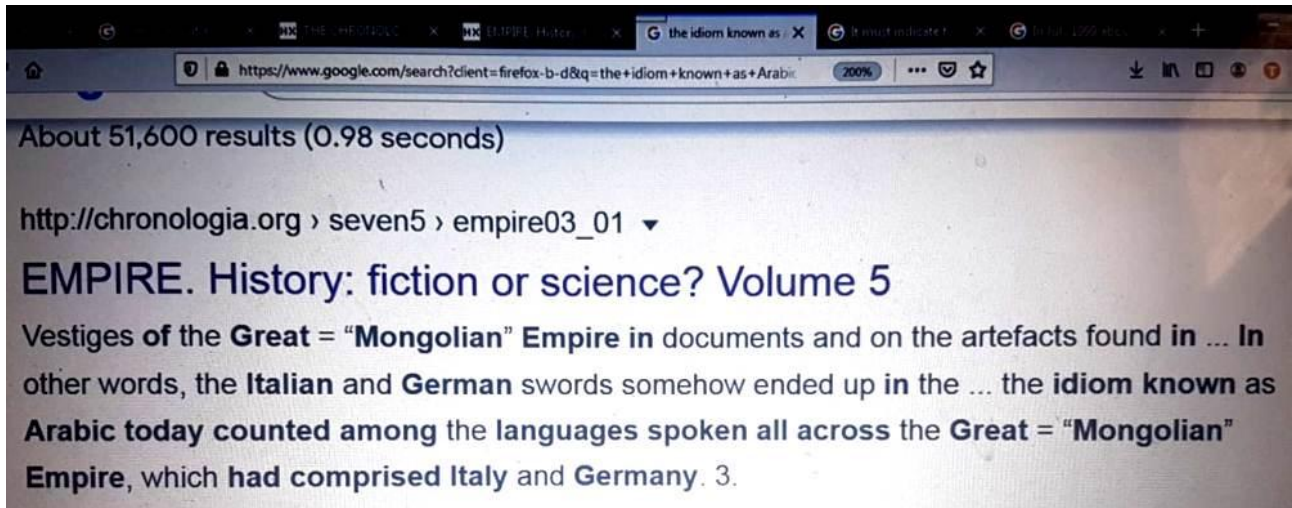 the idiom known as
https://www.google.com/search?client=firefox-b-d&q=the+idiom+known+as+Arabic
200%
About 51,600 results (0.98 seconds)
http://chronologia.org › seven5 › empire03_01
EMPIRE. History: fiction or science? Volume 5
Vestiges of the Great = “Mongolian” Empire in documents and on the artefacts found in ... In
other words, the Italian and German swords somehow ended up in the ... the idiom known as
Arabic today counted among the languages spoken all across the Great = “Mongolian”
Empire, which had comprised Italy and Germany. 3.